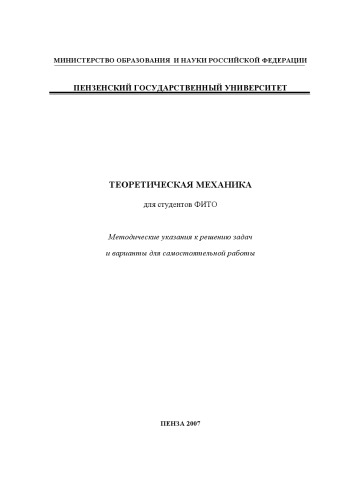 МИНИСТЕРСТВО ОБРАЗОВАНИЯ И НАУКИ РОССИЙСКОЙ ФЕДЕРАЦИИ
ПЕНЗЕНСКИЙ ГОСУДАРСТВЕННЫЙ УНИВЕРСИТЕТ
ТЕОРЕТИЧЕСКАЯ МЕХАНИКА
для студентов ФИТО
Методические указания к решению задач
и варианты для самостоятельной работы
ПЕНЗА 2007